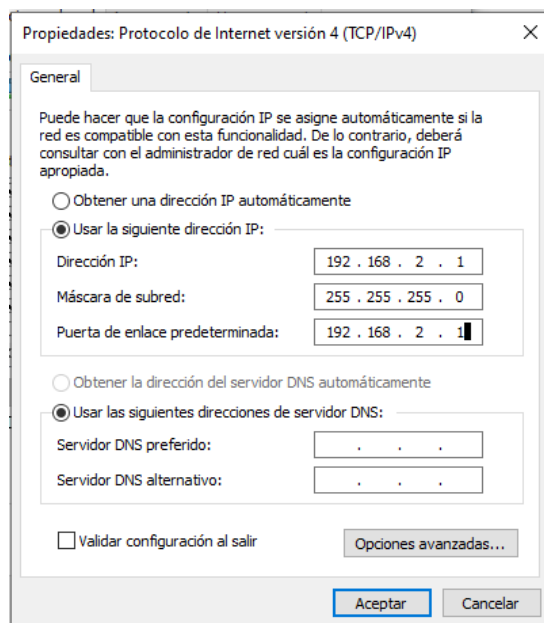 Propiedades: Protocolo de Internet versión 4 (TCP/IPv4)
General
Puede hacer que la configuración IP se asigne automáticamente si la
red es compatible con esta funcionalidad. De lo contrario, deberá
consultar con el administrador de red cuál es la configuración IP
apropiada.
Obtener una dirección IP automáticamente
Usar la siguiente dirección IP:
Dirección IP: 192 . 168 . 2 . 1
Máscara de subred: 255 . 255 . 255 . 0
Puerta de enlace predeterminada: 192 . 168 . 2 . 1
Obtener la dirección del servidor DNS automáticamente
Usar las siguientes direcciones de servidor DNS:
Servidor DNS preferido: . . .
Servidor DNS alternativo: . . .
Validar configuración al salir
Opciones avanzadas...
Aceptar Cancelar